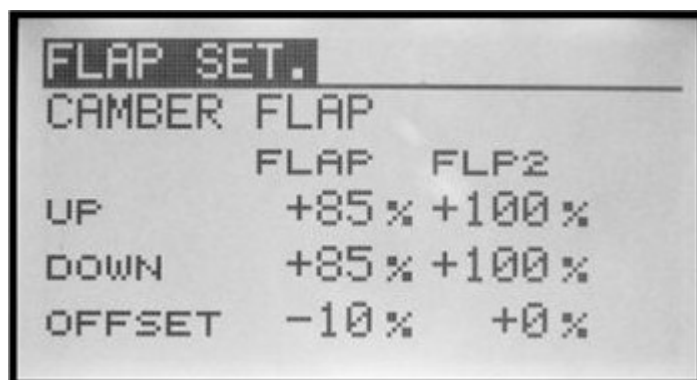 FLAP SET.
CAMBER FLAP
FLAP FLP2
UP +85% +100%
DOWN +85% +100%
OFFSET -10% +0%